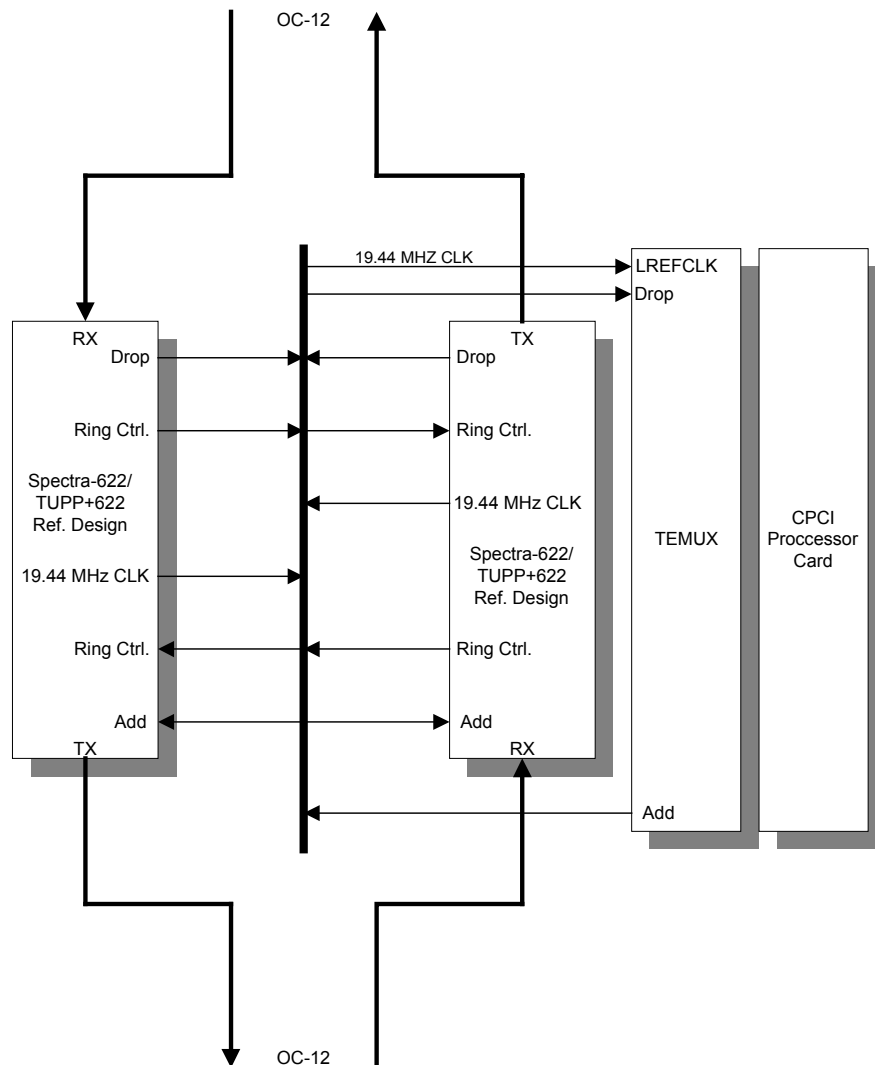 OC-12
19.44 MHZ CLK
LREFCLK
Drop
RX
Drop
Ring Ctrl.
Spectra-622/
TUPP+622
Ref. Design
19.44 MHz CLK
Ring Ctrl.
Add
TX
TX
Drop
Ring Ctrl.
19.44 MHz CLK
Spectra-622/
TUPP+622
Ref. Design
Ring Ctrl.
Add
RX
TEMUX
Add
CPCI
Proccessor
Card
OC-12